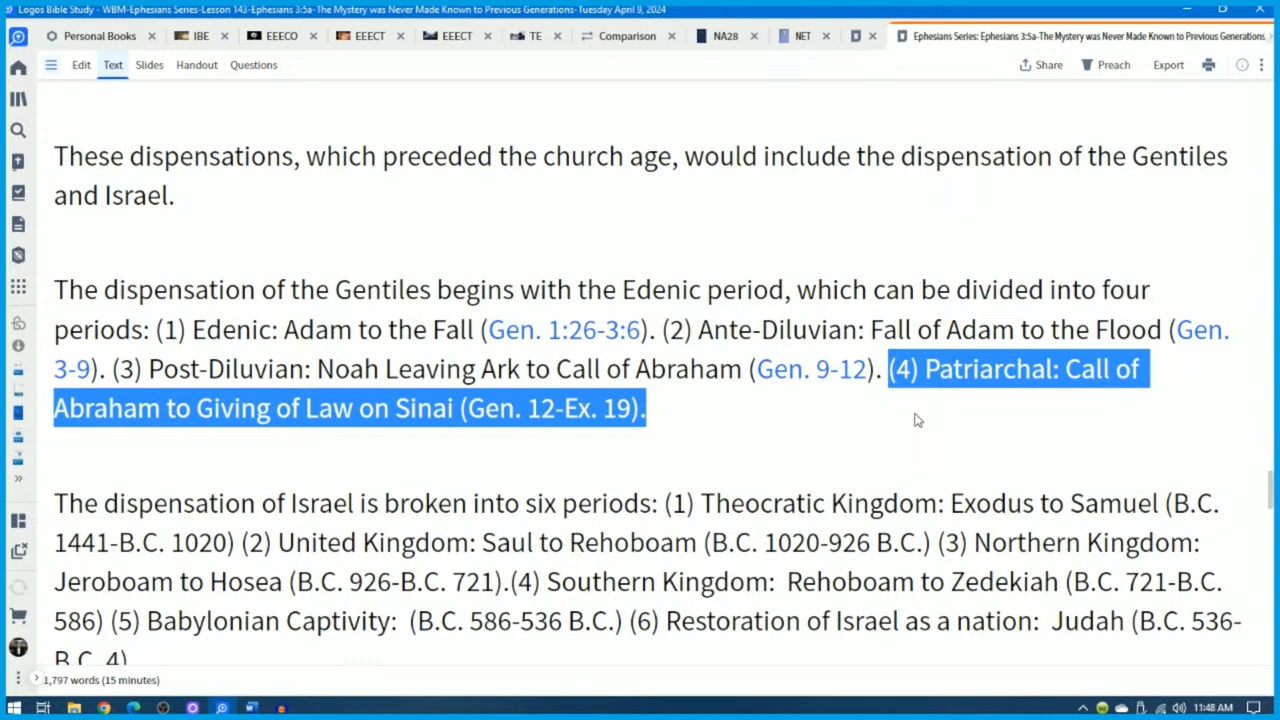 Logos Bible Study - WBM-Ephesians Series-Lesson 143-Ephesians 3:5a-The Mystery was Never Made Known to Previous Generations-Tuesday April 9, 2024
Personal Books × IBE × EEECO × EEECT × EEECT × TE × Comparison × NA28 × NET × × Ephesians Series: Ephesians 3:5a-The Mystery was Never Made Known to Previous Generations,
Edit Text Slides Handout Questions Share Preach Export
These dispensations, which preceded the church age, would include the dispensation of the Gentiles
and Israel.
The dispensation of the Gentiles begins with the Edenic period, which can be divided into four
periods: (1) Edenic: Adam to the Fall (Gen. 1:26-3:6). (2) Ante-Diluvian: Fall of Adam to the Flood (Gen.
3-9). (3) Post-Diluvian: Noah Leaving Ark to Call of Abraham (Gen. 9-12). (4) Patriarchal: Call of
Abraham to Giving of Law on Sinai (Gen. 12-Ex. 19).
The dispensation of Israel is broken into six periods: (1) Theocratic Kingdom: Exodus to Samuel (B.C.
1441-B.C. 1020) (2) United Kingdom: Saul to Rehoboam (B.C. 1020-926 B.C.) (3) Northern Kingdom:
Jeroboam to Hosea (B.C. 926-B.C. 721).(4) Southern Kingdom: Rehoboam to Zedekiah (B.C. 721-B.C.
586) (5) Babylonian Captivity: (B.C. 586-536 B.C.) (6) Restoration of Israel as a nation: Judah (B.C. 536-
B.C. 4)
1,797 words (15 minutes)
11:48 AM